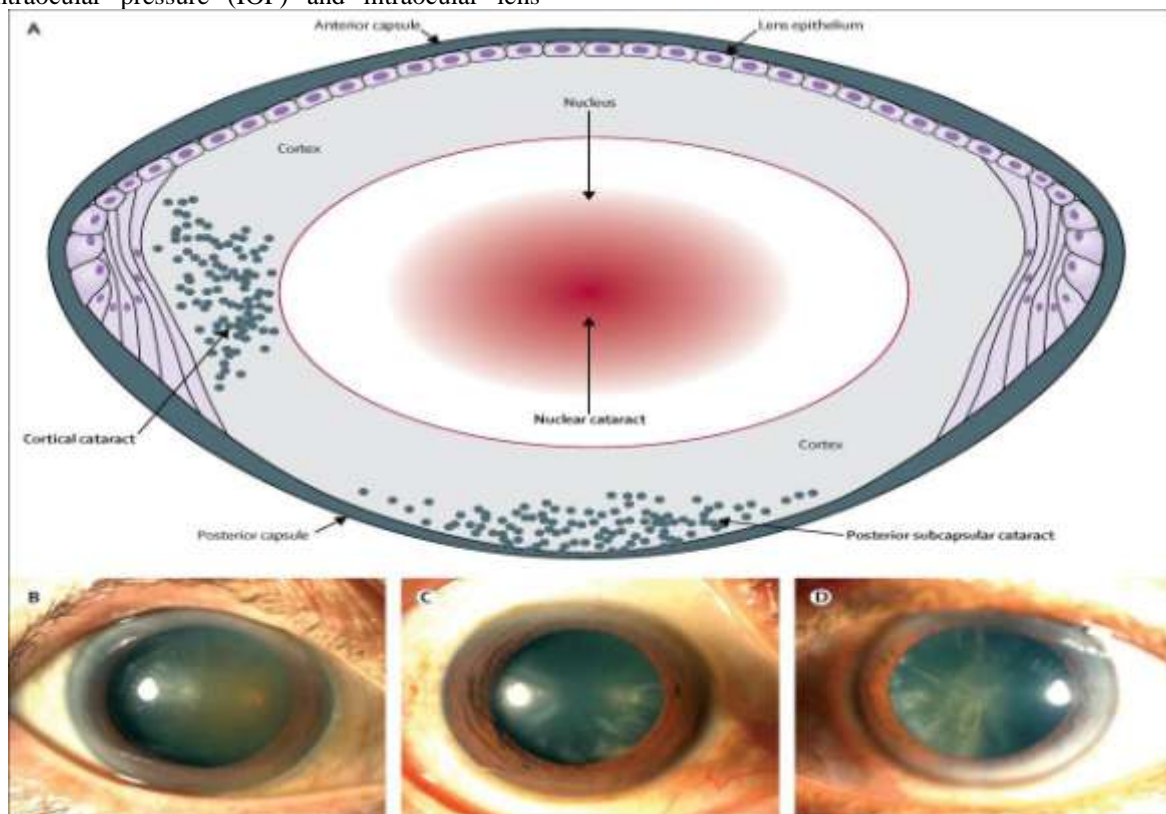 intraocular pressure (IOP) and intraocular lens
A
Anterior capsule
Lens epithelium
Nucleus
Cortex
Nuclear cataract
Cortical cataract
Cortex
Posterior capsule
Posterior subcapsular cataract
B
C
D